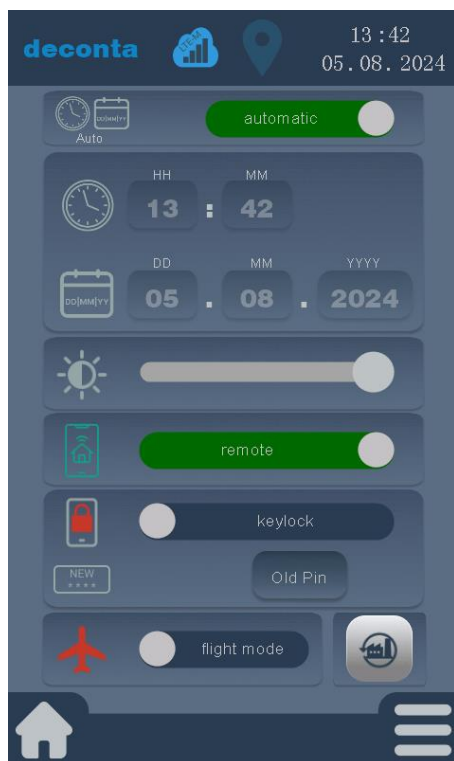 deconta
LTE-M
13:42
05.08.2024
DD|MM|YY
Auto
automatic
HH MM
13 : 42
DD MM YYYY
DD|MM|YY
05 . 08 . 2024
remote
keylock
NEW
****
Old Pin
flight mode